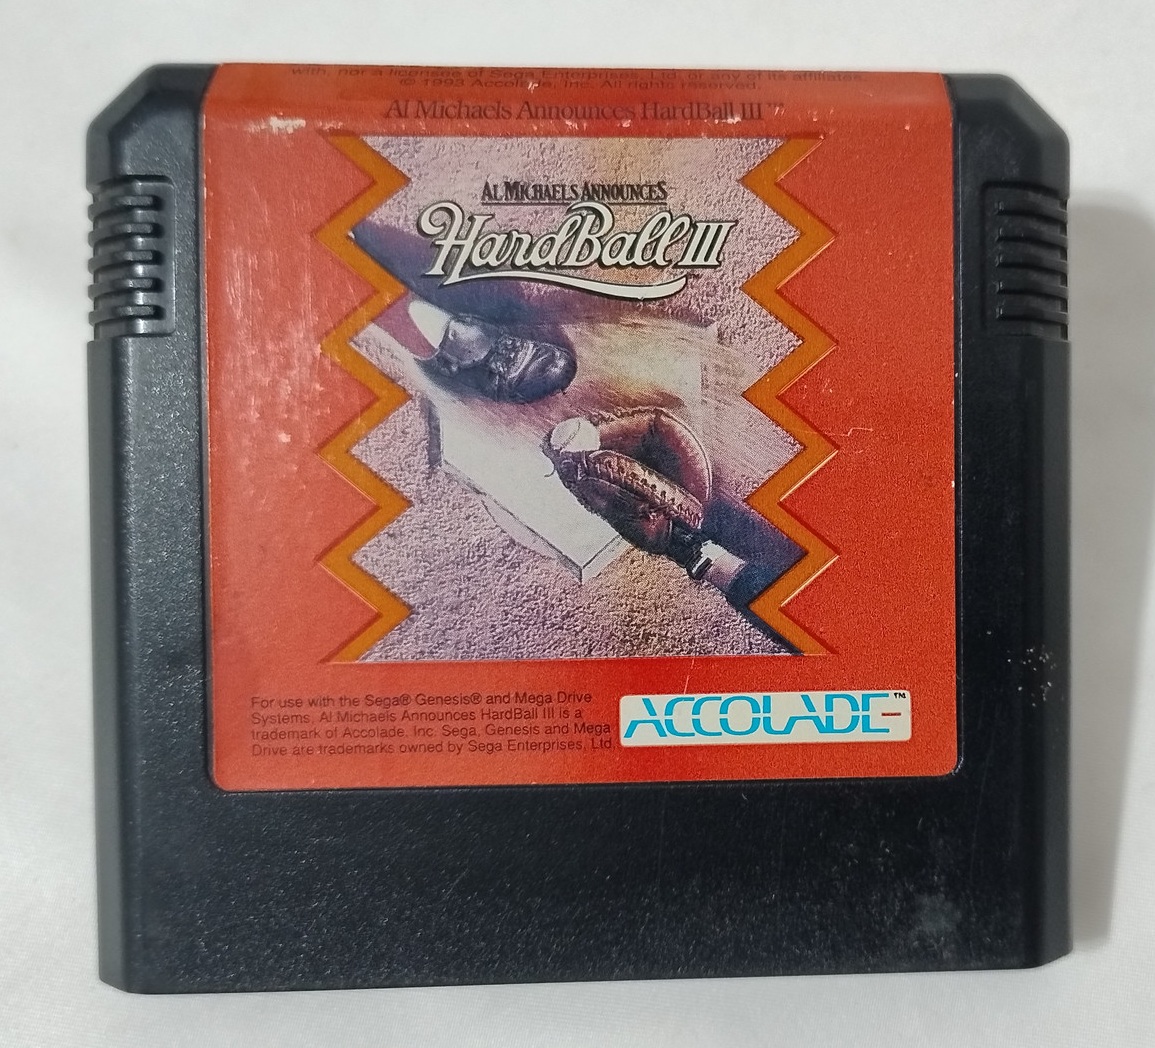 with, nor a licensee of Sega Enterprises, Ltd. or any of its affiliates.
© 1993 Accolade, Inc. All rights reserved.
Al Michaels Announces HardBall III™
AL MICHAELS ANNOUNCES
HardBall III™
For use with the Sega® Genesis® and Mega Drive
Systems. Al Michaels Announces HardBall III is a
trademark of Accolade, Inc. Sega, Genesis and Mega
Drive are trademarks owned by Sega Enterprises, Ltd.
ACCOLADE™